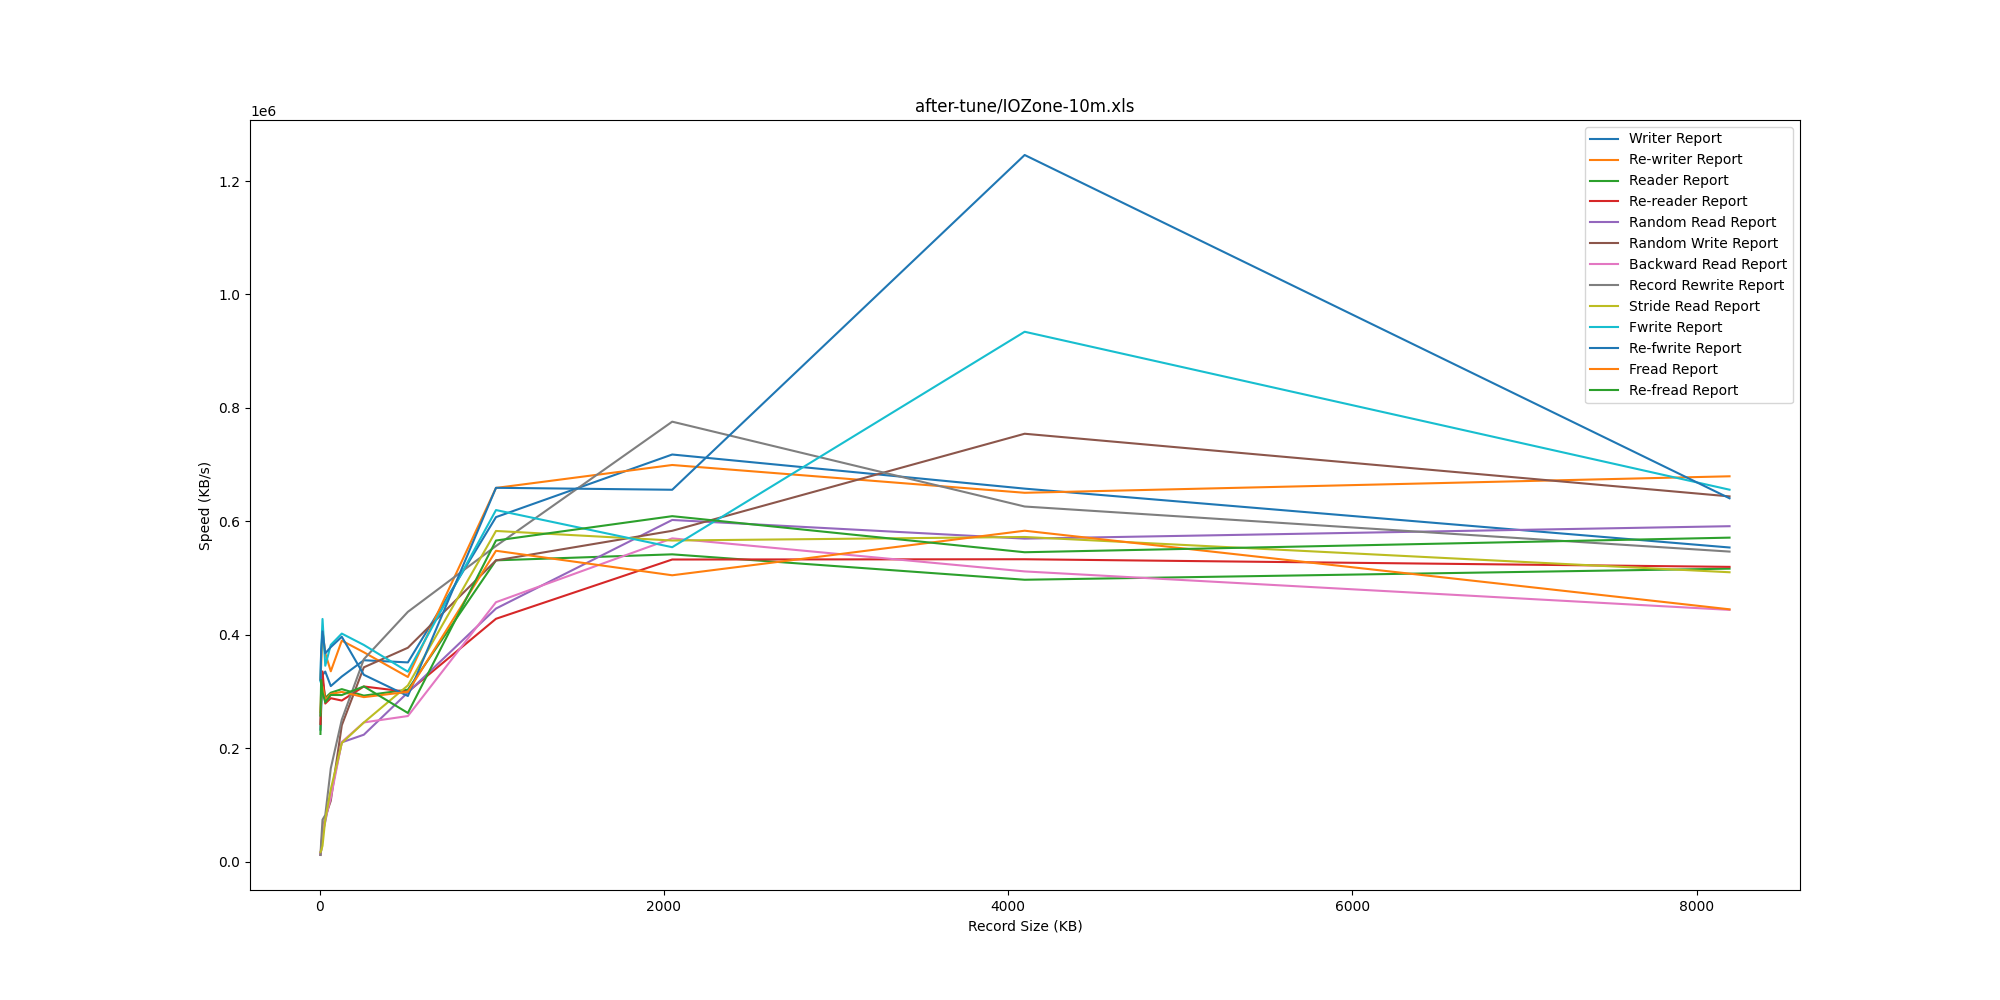 after-tune/IOZone-10m.xls
1e6
1.2
1.0
0.8
0.6
0.4
0.2
0.0
Speed (KB/s)
0
2000
4000
6000
8000
Record Size (KB)
Writer Report
Re-writer Report
Reader Report
Re-reader Report
Random Read Report
Random Write Report
Backward Read Report
Record Rewrite Report
Stride Read Report
Fwrite Report
Re-fwrite Report
Fread Report
Re-fread Report